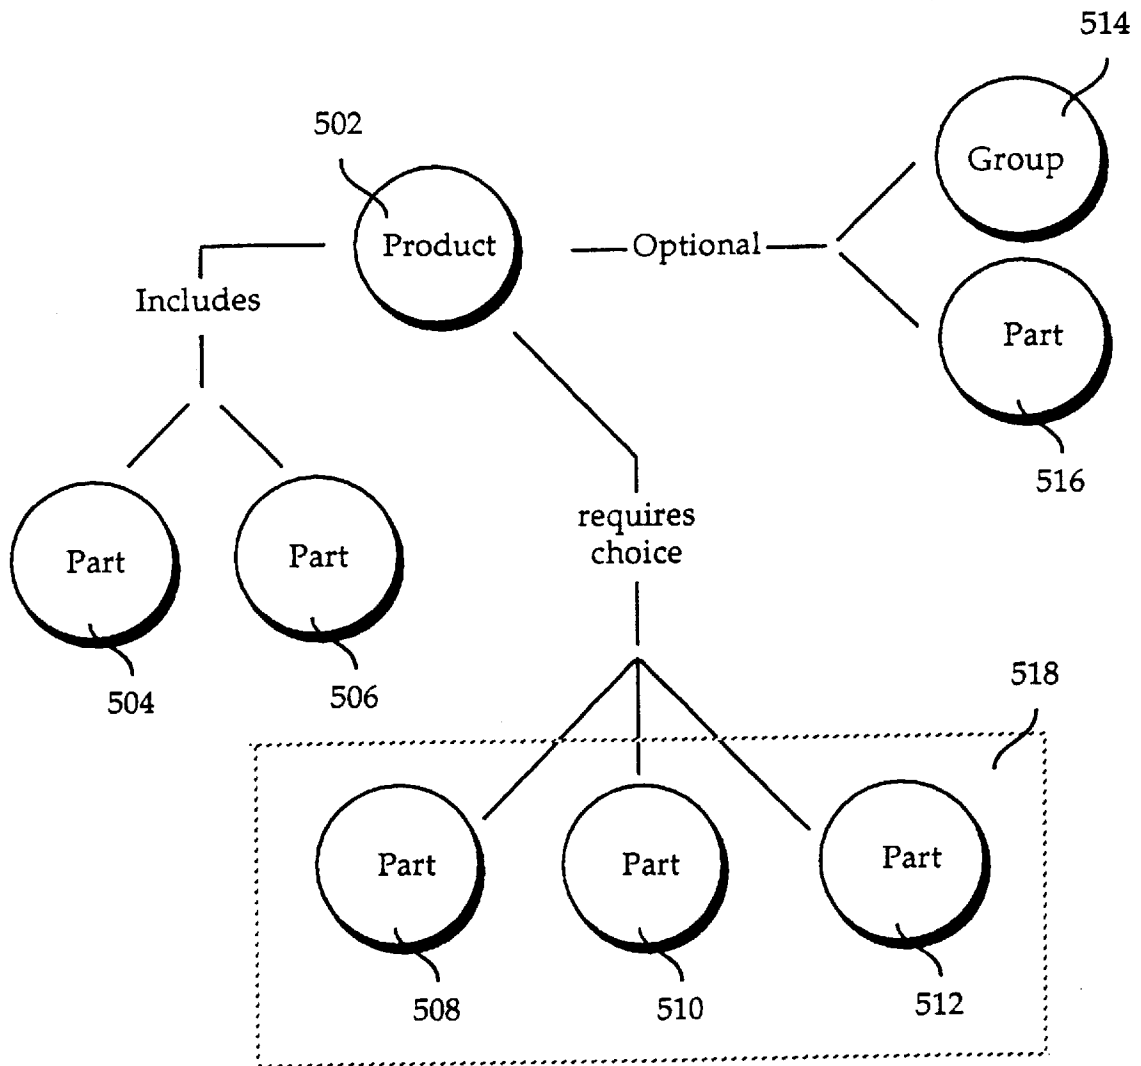 514
502
Group
Product
Optional
Includes
Part
516
requires
choice
Part
Part
504
506
518
Part
Part
Part
508
510
512